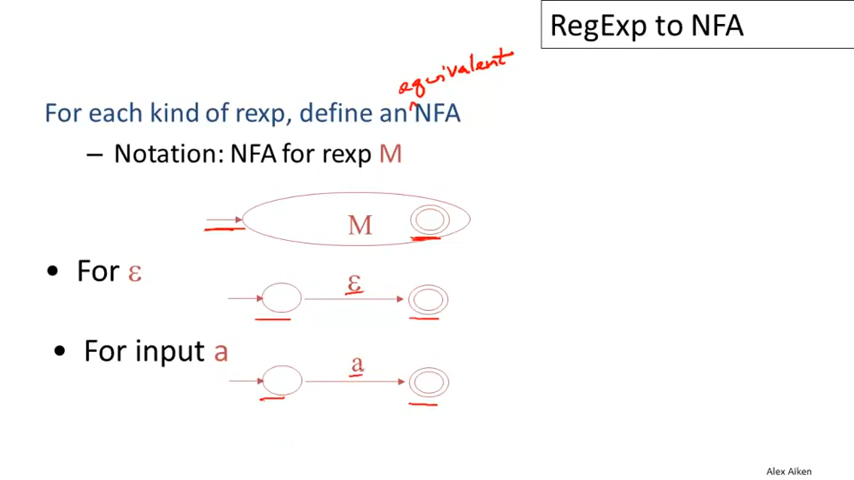 RegExp to NFA
equivalent
For each kind of rexp, define an ^ NFA
– Notation: NFA for rexp M
M
• For ε
ε
• For input a
a
Alex Aiken